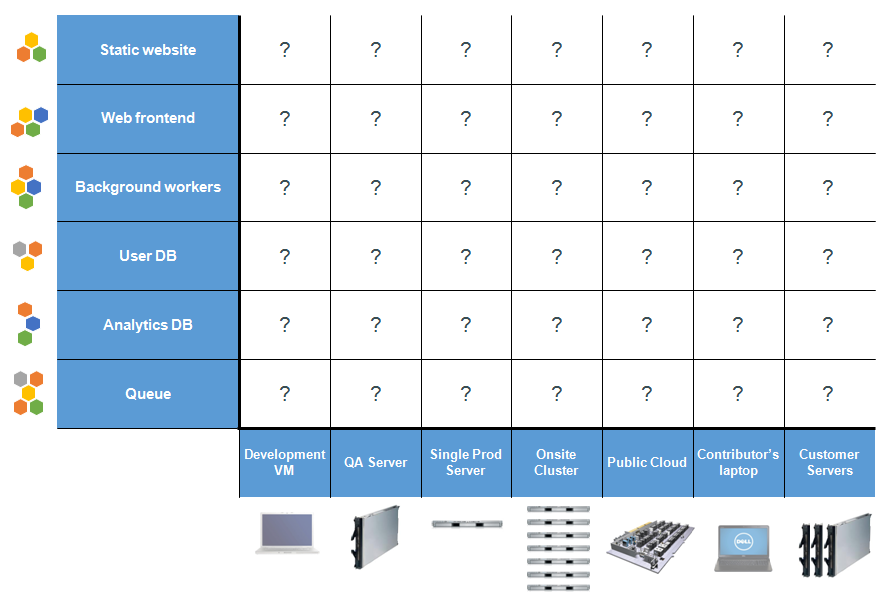 Static website ? ? ? ? ? ? ?
Web frontend ? ? ? ? ? ? ?
Background workers ? ? ? ? ? ? ?
User DB ? ? ? ? ? ? ?
Analytics DB ? ? ? ? ? ? ?
Queue ? ? ? ? ? ? ?
Development
VM
QA Server
Single Prod
Server
Onsite
Cluster
Public Cloud
Contributor's
laptop
Customer
Servers
DELL